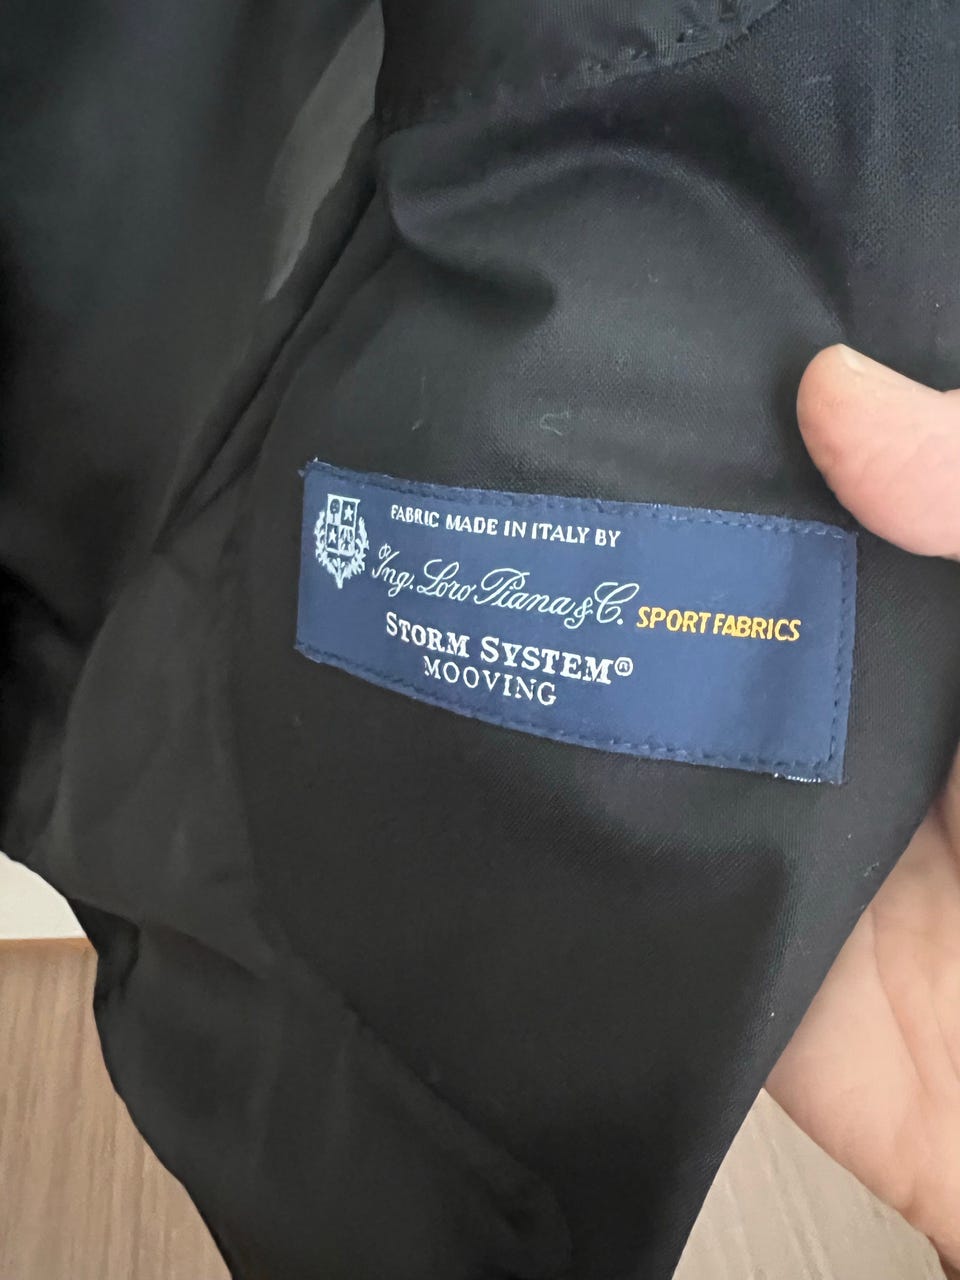 FABRIC MADE IN ITALY BY
Ing. Loro Piana & C. SPORT FABRICS
STORM SYSTEM®
MOOVING